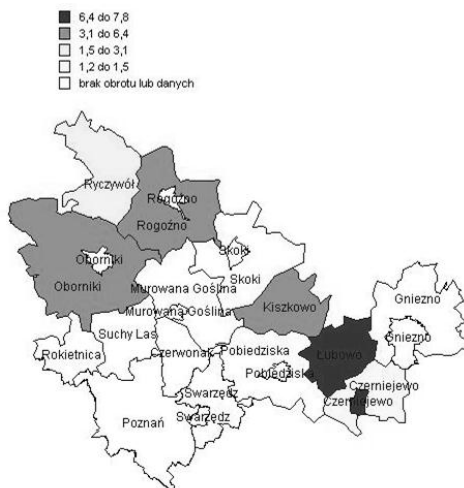 6,4 do 7,8
3,1 do 6,4
1,5 do 3,1
1,2 do 1,5
brak obrotu lub danych
Ryczywół
Rogoźno
Rogoźno
Skoki
Oborniki
Skoki
Oborniki
Murowana Goślina
Kiszkowo
Gniezno
Murowana Goślina
Suchy Las
Gniezno
Rokietnica
Czerwonak
Pobiedziska
Łubowo
Pobiedziska
Czerniejewo
Swarzędz
Czerniejewo
Swarzędz
Poznań